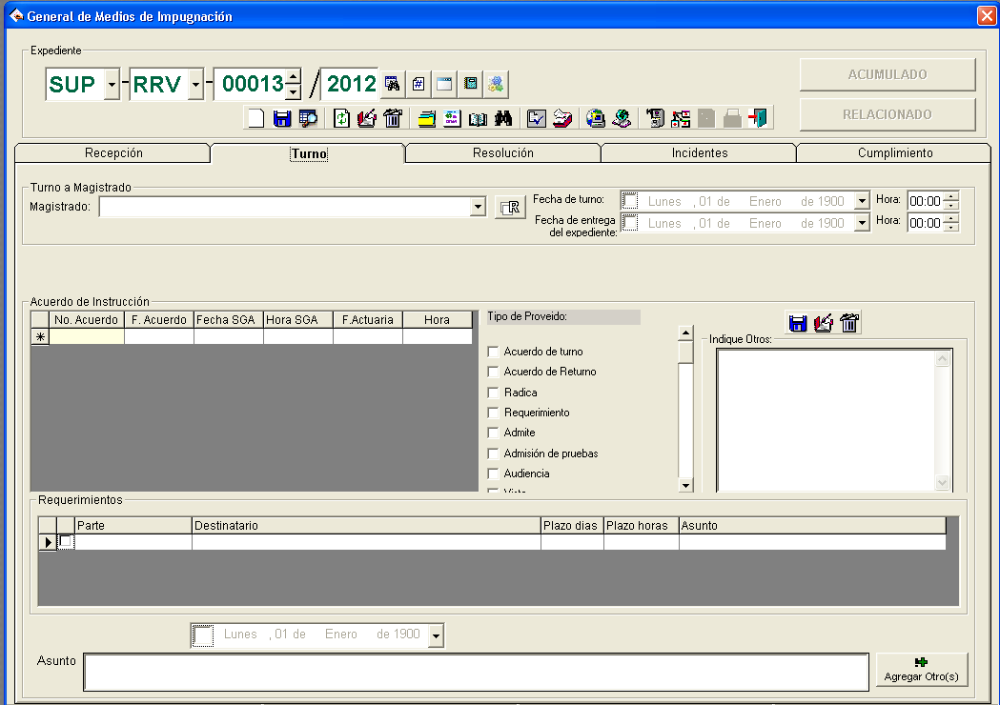 General de Medios de Impugnación
Expediente
SUP - RRV - 00013 / 2012
ACUMULADO
RELACIONADO
Recepción Turno Resolución Incidentes Cumplimiento
Turno a Magistrado
Magistrado:
R
Fecha de turno: Lunes , 01 de Enero de 1900 Hora: 00:00
Fecha de entrega del expediente: Lunes , 01 de Enero de 1900 Hora: 00:00
Acuerdo de Instrucción
No. Acuerdo F. Acuerdo Fecha SGA Hora SGA F.Actuaria Hora
Tipo de Proveido:
Acuerdo de turno
Acuerdo de Returno
Radica
Requerimiento
Admite
Admisión de pruebas
Audiencia
Indique Otros:
Requerimientos
Parte Destinatario Plazo dias Plazo horas Asunto
Lunes , 01 de Enero de 1900
Asunto
Agregar Otro(s)